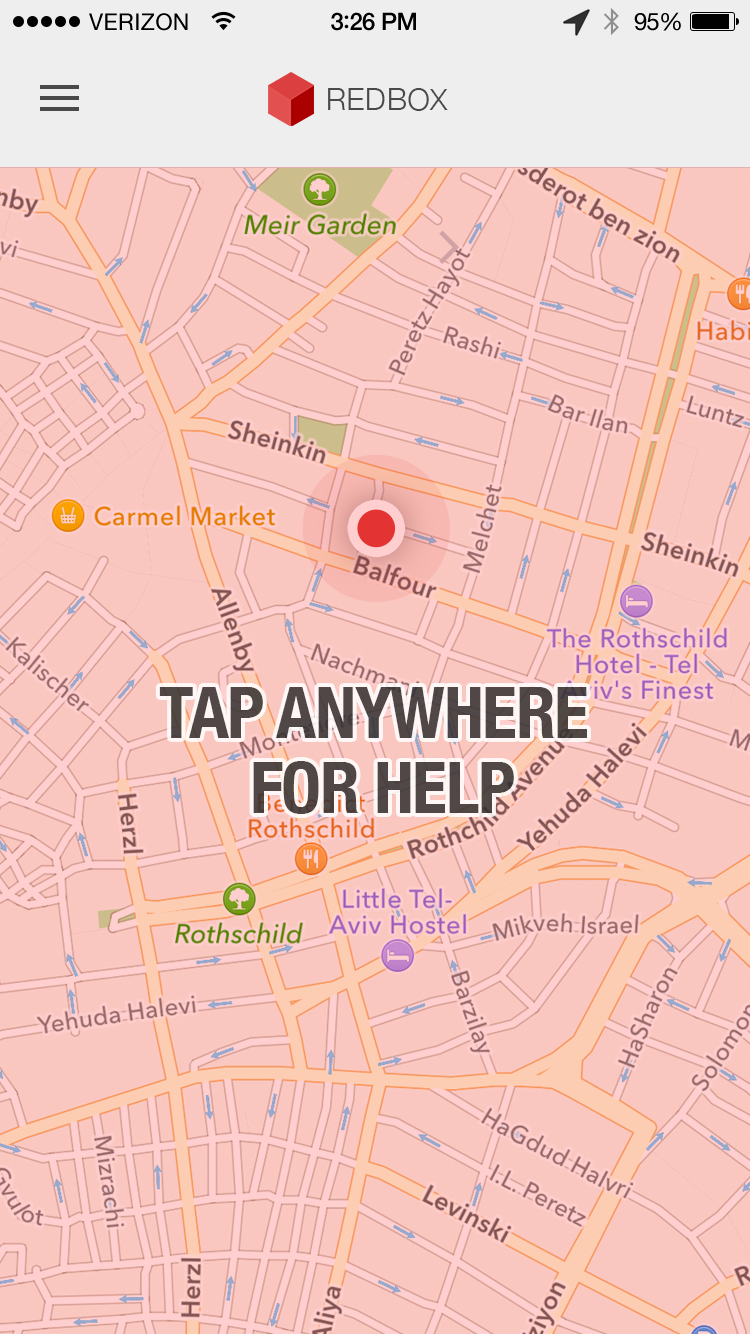 VERIZON 3:26 PM 95%
REDBOX
nby
sderot ben zion
Meir Garden
vi
Peretz Hayot
Habi
Rashi
Bar Ilan
Luntz
Sheinkin
Carmel Market
Melchet
Sheinkin
Balfour
Allenby
The Rothschild
Hotel - Tel
Aviv's Finest
Kalischer
Nachmani
TAP ANYWHERE
FOR HELP
Yehuda Halevi
Herzl
Rothschild
Little Tel-
Aviv Hostel
Rothschild
Mikveh Israel
Yehuda Halevi
Barzilay
HaSharon
Solomon
HaGdud HaIvri
Mizrachi
I.L. Peretz
Gvulot
Levinski
Herzl
Aliya
ziyon
R